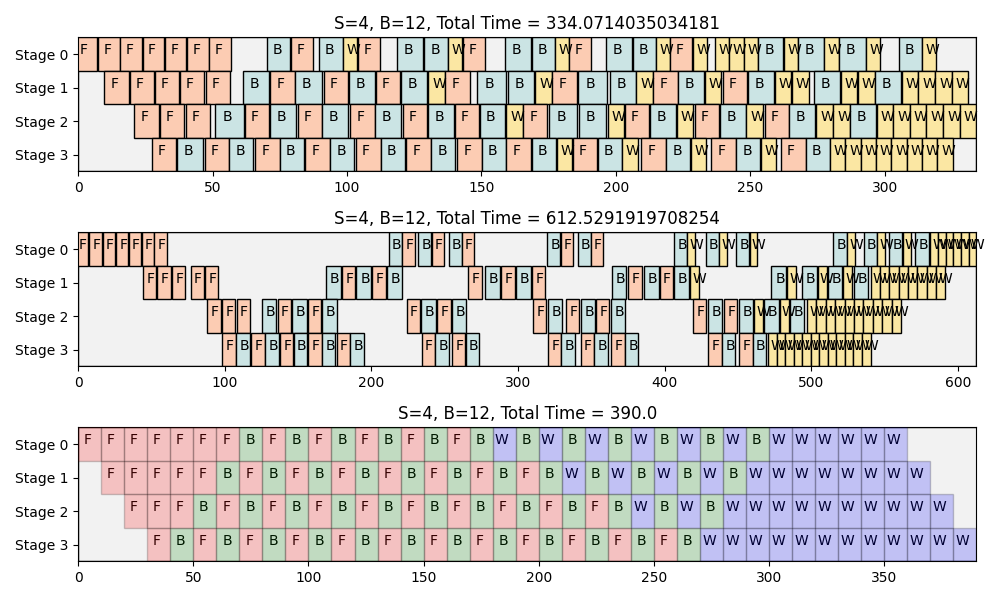 S=4, B=12, Total Time = 334.0714035034181
Stage 0 F F F F F F F B F B W F B B W F B B W F B B W F W W W W B W B W B W B W
Stage 1 F F F F F B F B F B F B W F B B W F B B W F B W F B W W B W W B W W W W
Stage 2 F F F B F B F B F B F B F B W F B B W F B W F B W F B W W B W W W W W W
Stage 3 F B F B F B F B F B F B F B F B W F B W F B W F B W F B W W W W W W W W
0 50 100 150 200 250 300
S=4, B=12, Total Time = 612.5291919708254
Stage 0 F F F F F F F B F B F B F B F B F B W B W B W B W B W B W B W W W W W W
Stage 1 F F F F F B F B F B F B F B F B F B F B W B W B W B W B W W W W W W W W
Stage 2 F F F B F B F B F B F B F B F B F B F B F B W B W B W W W W W W W W W W
Stage 3 F B F B F B F B F B F B F B F B F B F B F B F B W W W W W W W W W W W W
0 100 200 300 400 500 600
S=4, B=12, Total Time = 390.0
Stage 0 F F F F F F F B F B F B F B F B F B W B W B W B W B W B W B W W W W W W
Stage 1 F F F F F B F B F B F B F B F B F B F B W B W B W B W B W W W W W W W W
Stage 2 F F F B F B F B F B F B F B F B F B F B F B W B W B W W W W W W W W W W
Stage 3 F B F B F B F B F B F B F B F B F B F B F B F B W W W W W W W W W W W W
0 50 100 150 200 250 300 350